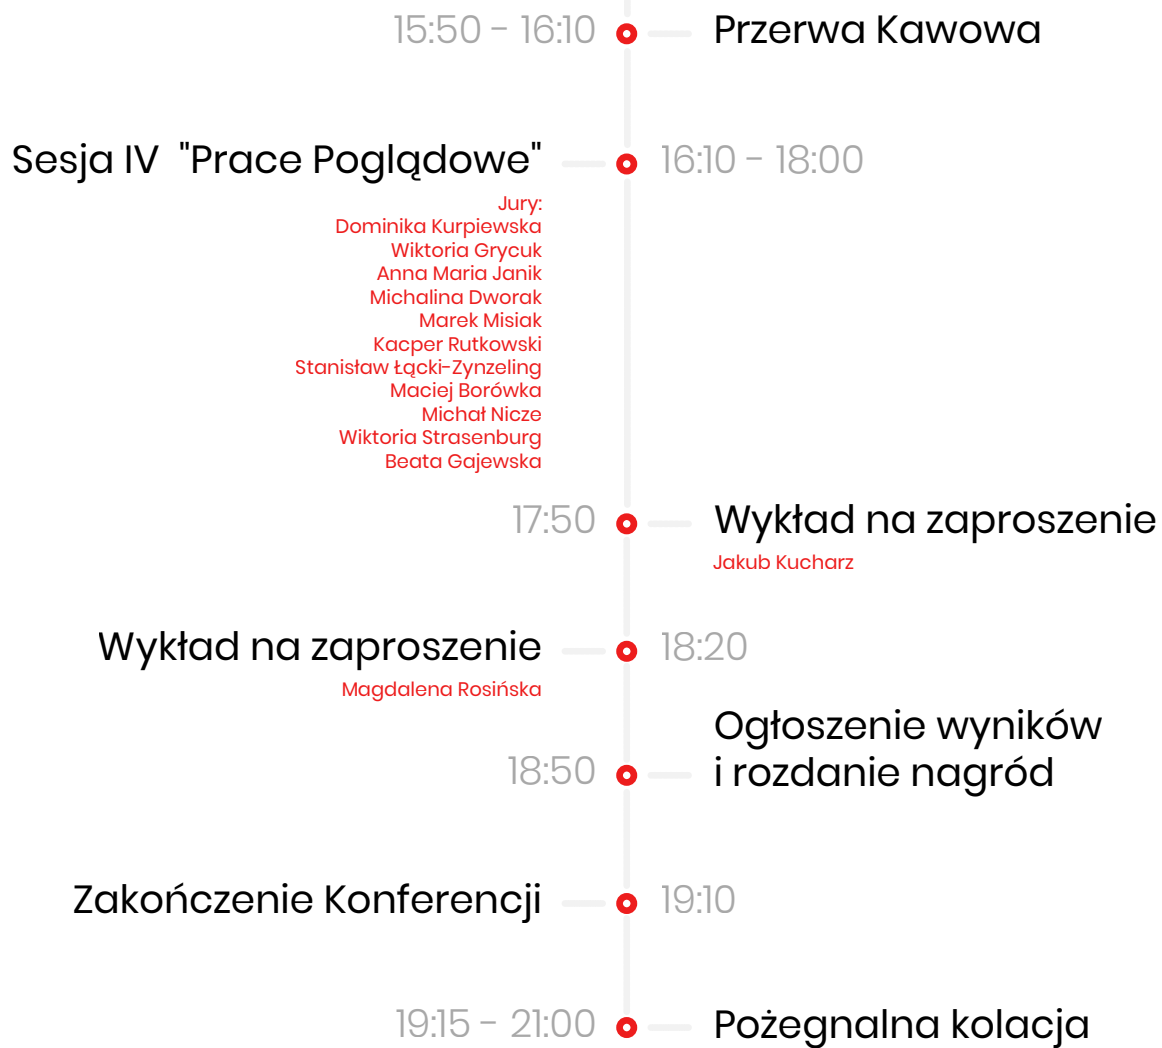 15:50 - 16:10
Przerwa Kawowa
Sesja IV "Prace Poglądowe"
16:10 - 18:00
Jury:
Dominika Kurpiewska
Wiktoria Grycuk
Anna Maria Janik
Michalina Dworak
Marek Misiak
Kacper Rutkowski
Stanisław Łącki-Zynzeling
Maciej Borówka
Michał Nicze
Wiktoria Strasenburg
Beata Gajewska
17:50
Wykład na zaproszenie
Jakub Kucharz
Wykład na zaproszenie
18:20
Magdalena Rosińska
18:50
Ogłoszenie wyników
i rozdanie nagród
Zakończenie Konferencji
19:10
19:15 - 21:00
Pożegnalna kolacja